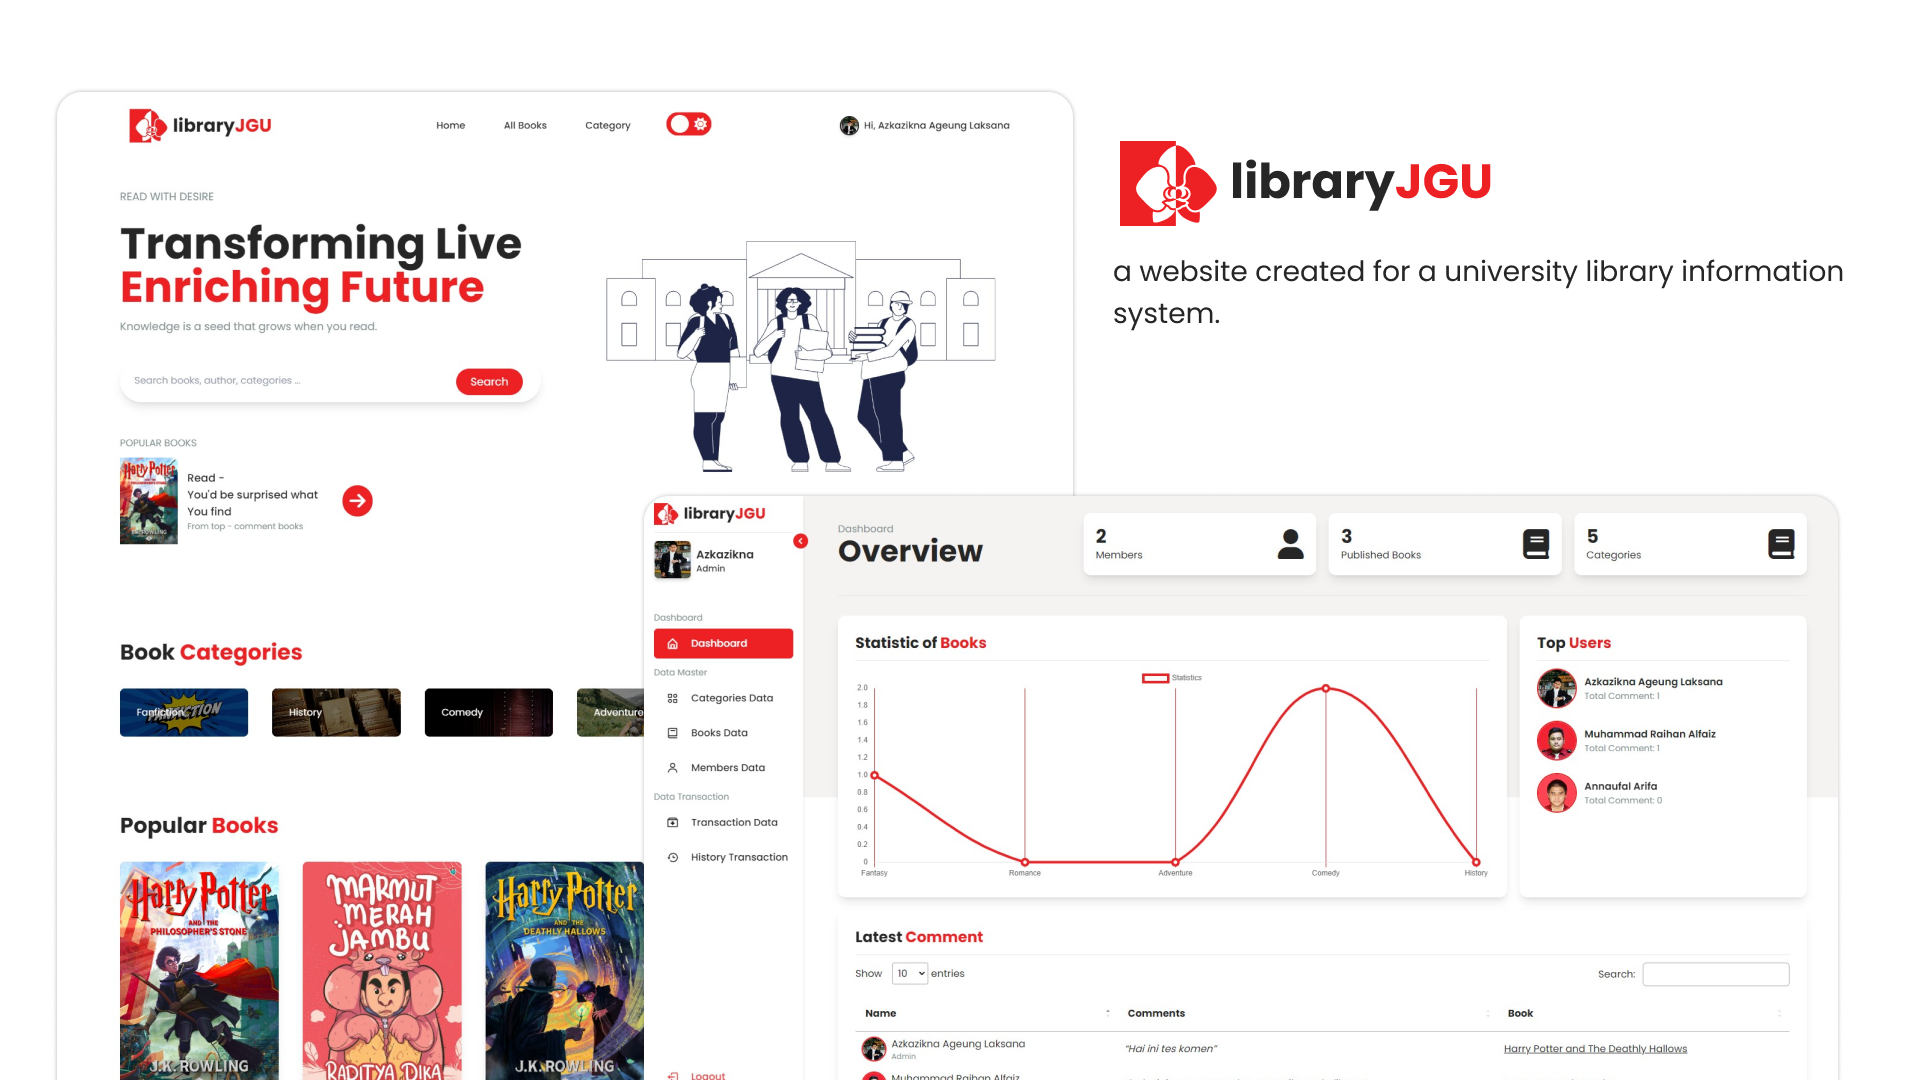 libraryJGU
Home
All Books
Category
Hi, Azkazikna Ageung Laksana
READ WITH DESIRE
Transforming Live
Enriching Future
Knowledge is a seed that grows when you read.
Search books, author, categories ...
Search
POPULAR BOOKS
Harry Potter
Read -
You'd be surprised what
You find
From top - comment books
Book Categories
Fanfiction
FANFICTION
History
Comedy
Adventure
Popular Books
Harry Potter
AND THE
PHILOSOPHER'S STONE
J.K. ROWLING
MARMUT
MERAH
JAMBU
RADITYA DIKA
Harry Potter
AND THE
DEATHLY HALLOWS
J.K. ROWLING
libraryJGU
a website created for a university library information
system.
libraryJGU
Azkazikna
Admin
Dashboard
Dashboard
Data Master
Categories Data
Books Data
Members Data
Data Transaction
Transaction Data
History Transaction
Logout
Dashboard
Overview
2
Members
3
Published Books
5
Categories
Statistic of Books
Statistics
2.0
1.8
1.6
1.4
1.2
1.0
0.8
0.6
0.4
0.2
0
Fantasy
Romance
Adventure
Comedy
History
Top Users
Azkazikna Ageung Laksana
Total Comment: 1
Muhammad Raihan Alfaiz
Total Comment: 1
Annaufal Arifa
Total Comment: 0
Latest Comment
Show 10 entries
Search:
Name
Comments
Book
Azkazikna Ageung Laksana
Admin
"Hai ini tes komen"
Harry Potter and The Deathly Hallows
Muhammad Raihan Alfaiz